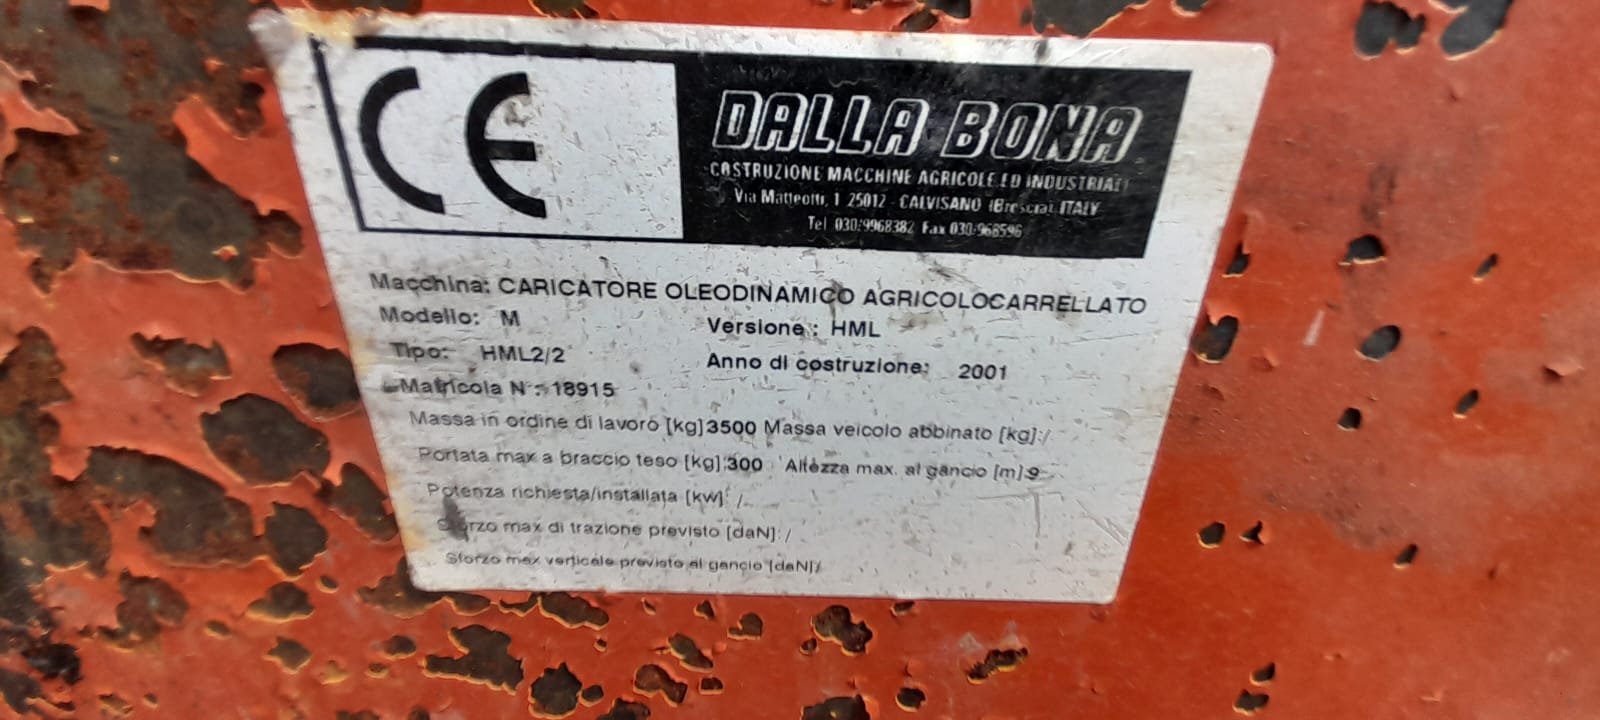 CE
DALLA BONA
COSTRUZIONE MACCHINE AGRICOLE ED INDUSTRIALI
Via Matteotti, 1 25012 - CALVISANO (Brescia) ITALY
Tel 030/9968382 Fax 030/968596
Macchina: CARICATORE OLEODINAMICO AGRICOLOCARRELLATO
Modello: M Versione : HML
Tipo: HML2/2 Anno di costruzione: 2001
Matricola N°: 18915
Massa in ordine di lavoro [kg]3500 Massa veicolo abbinato [kg]:/
Portata max a braccio teso [kg]:300 Altezza max. al gancio [m]:9
Potenza richiesta/installata [kw]: /
Sforzo max di trazione previsto [daN]: /
Sforzo max verticale previsto al gancio [daN]/